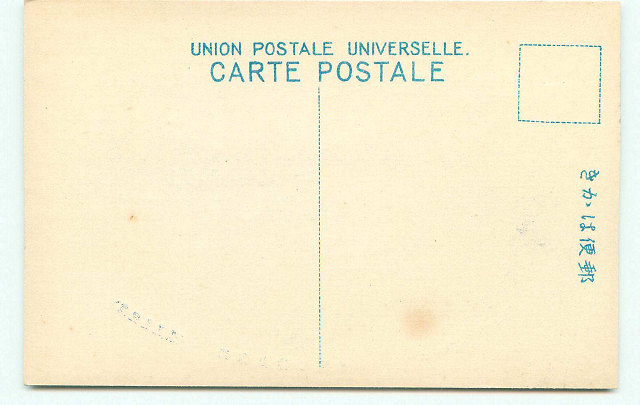 UNION POSTALE UNIVERSELLE.
CARTE POSTALE
きかは便郵